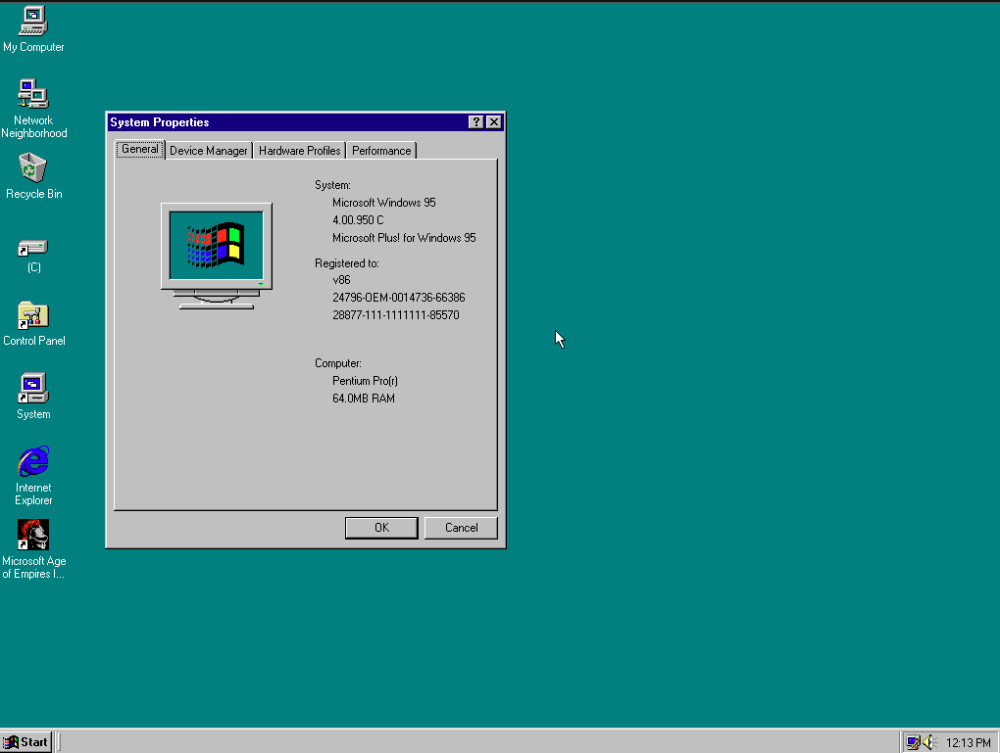 My Computer
Network
Neighborhood
Recycle Bin
(C)
Control Panel
System
Internet
Explorer
Microsoft Age
of Empires I...
System Properties
General
Device Manager
Hardware Profiles
Performance
System:
Microsoft Windows 95
4.00.950 C
Microsoft Plus! for Windows 95
Registered to:
v86
24796-OEM-0014736-66386
28877-111-1111111-85570
Computer:
Pentium Pro(r)
64.0MB RAM
OK
Cancel
Start
12:13 PM